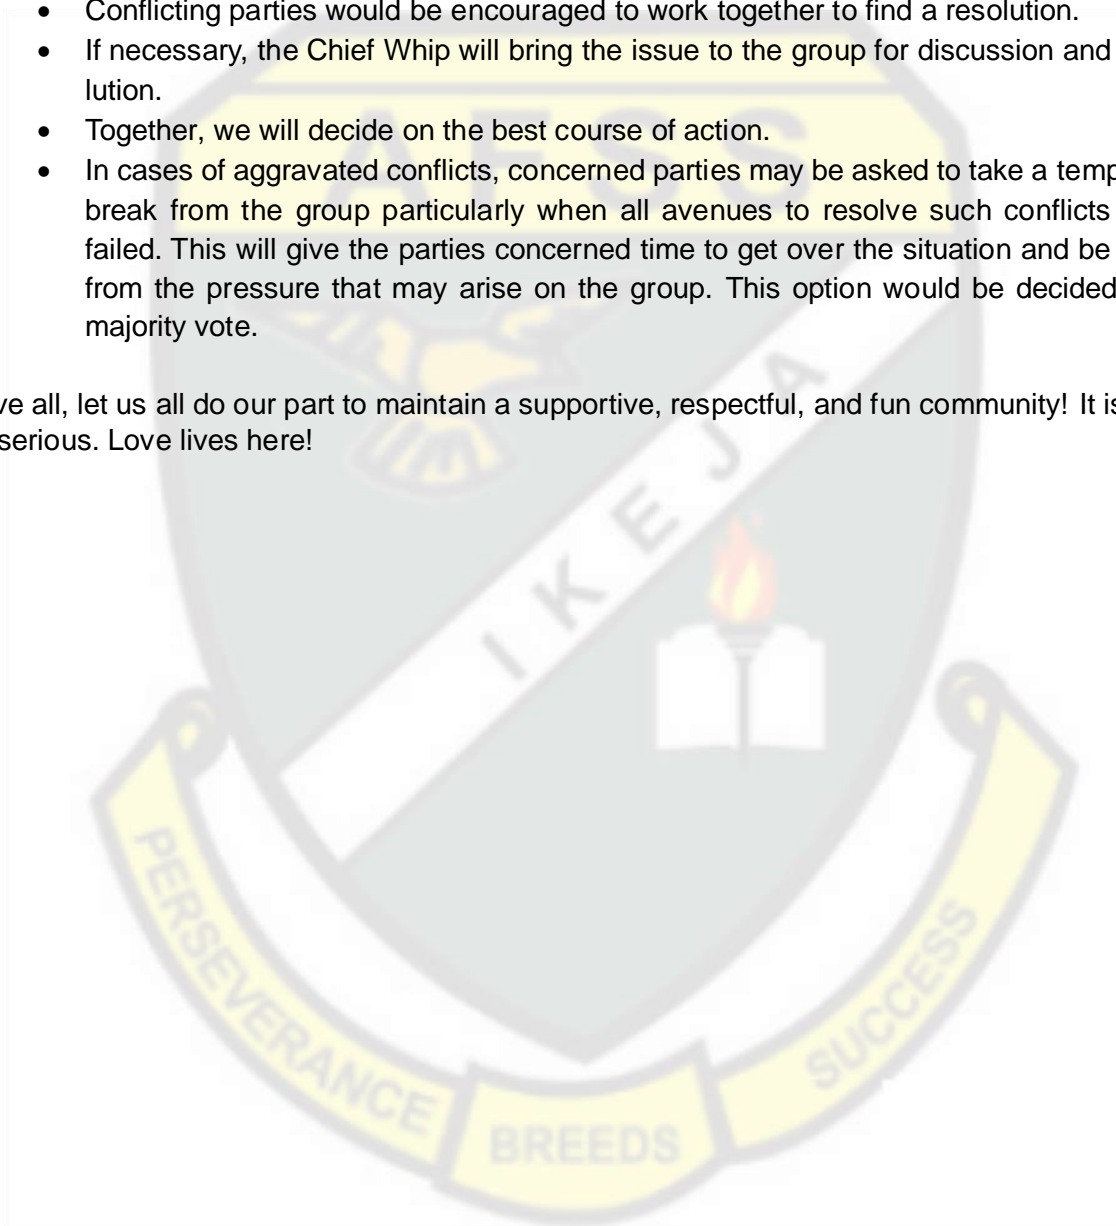 • Conflicting parties would be encouraged to work together to find a resolution.
• If necessary, the Chief Whip will bring the issue to the group for discussion and
lution.
• Together, we will decide on the best course of action.
• In cases of aggravated conflicts, concerned parties may be asked to take a temp
break from the group particularly when all avenues to resolve such conflicts
failed. This will give the parties concerned time to get over the situation and be
from the pressure that may arise on the group. This option would be decided
majority vote.
ve all, let us all do our part to maintain a supportive, respectful, and fun community! It is
serious. Love lives here!
AFSS
IKEJA
PERSEVERANCE
BREEDS
SUCCESS